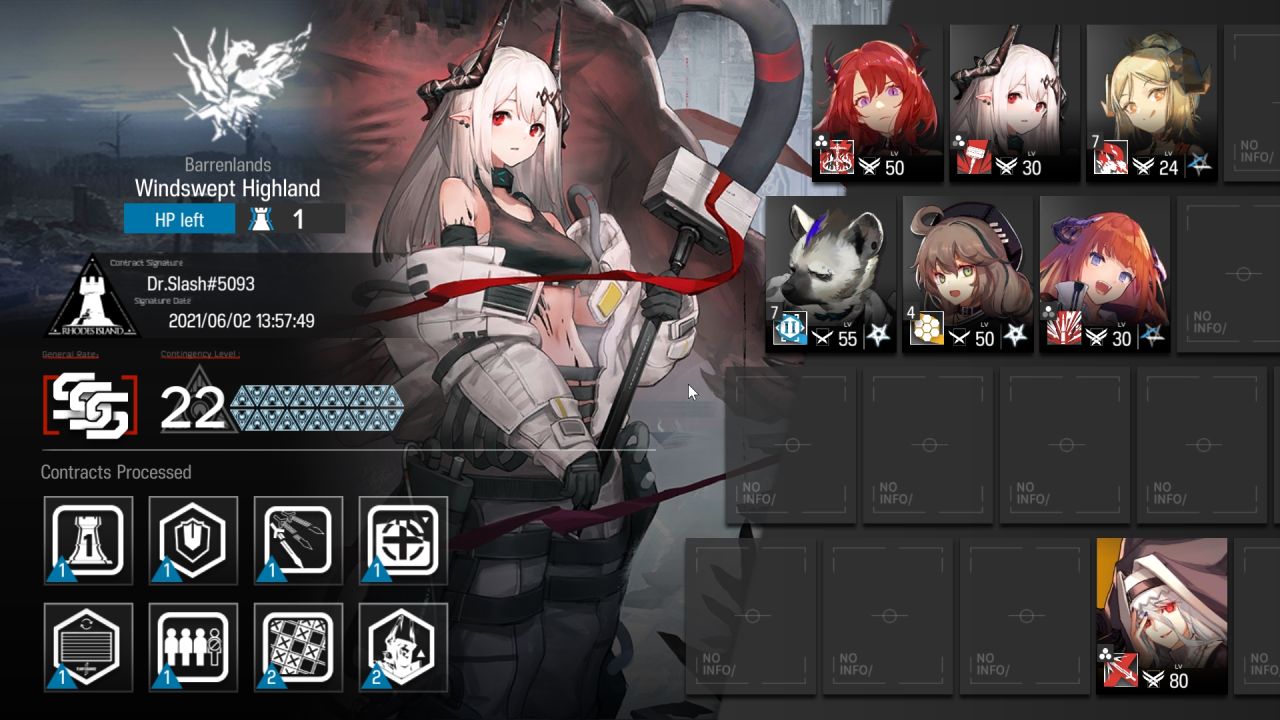 Barrenlands
Windswept Highland
HP left 1
Contract Signature
Dr.Slash#5093
Signature Date
2021/06/02 13:57:49
RHODES ISLAND
General Rate:
Contingency Level :
22
Contracts Processed
1
1 1 1 1
1 1 2 2
LV 50
LV 30
7 LV 24
NO
INFO/
7 LV 55
4 LV 50
LV 30
NO
INFO/
NO
INFO/
NO
INFO/
NO
INFO/
NO
INFO/
NO
INFO/
NO
INFO/
NO
INFO/
LV 80
NO
INFO